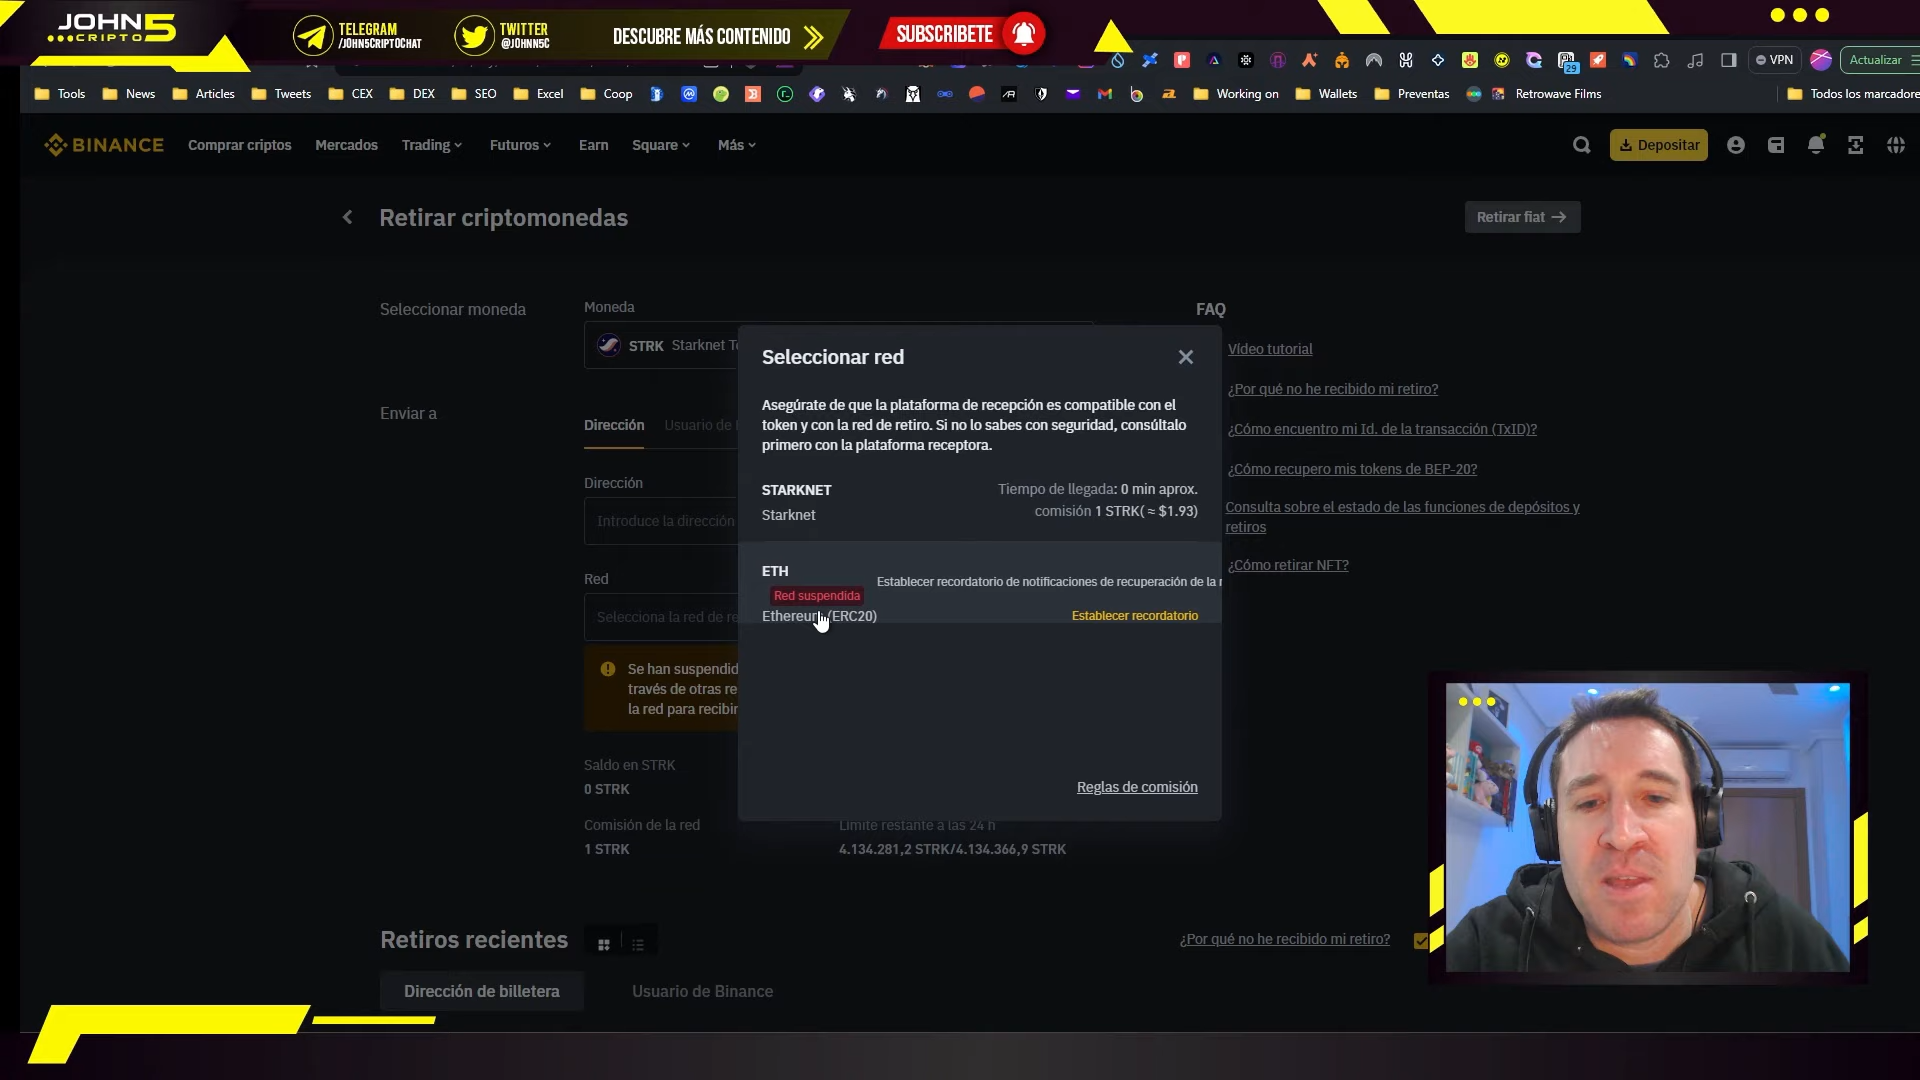 JOHN5
CRIPTO
TELEGRAM
/JOHN5CRIPTOCHAT
TWITTER
@JOHNN5C
DESCUBRE MÁS CONTENIDO
SUSCRIBETE
29
VPN
Actualizar
Tools
News
Articles
Tweets
CEX
DEX
SEO
Excel
Coop
Working on
Wallets
Preventas
Retrowave Films
Todos los marcadore
BINANCE
Comprar criptos
Mercados
Trading
Futuros
Earn
Square
Más
Depositar
Retirar criptomonedas
Retirar fiat
Seleccionar moneda
Moneda
STRK Starknet To
Enviar a
Dirección
Usuario de
Dirección
Introduce la dirección
Red
Selecciona la red de re
Se han suspendid
través de otras re
la red para recibir
Saldo en STRK
0 STRK
Comisión de la red
1 STRK
Límite restante a las 24 h
4.134.281,2 STRK/4.134.366,9 STRK
Seleccionar red
Asegúrate de que la plataforma de recepción es compatible con el
token y con la red de retiro. Si no lo sabes con seguridad, consúltalo
primero con la plataforma receptora.
STARKNET
Starknet
Tiempo de llegada: 0 min aprox.
comisión 1 STRK( ≈ $1.93)
ETH
Red suspendida
Ethereum (ERC20)
Establecer recordatorio de notificaciones de recuperación de la r
Establecer recordatorio
Reglas de comisión
FAQ
Vídeo tutorial
¿Por qué no he recibido mi retiro?
¿Cómo encuentro mi Id. de la transacción (TxID)?
¿Cómo recupero mis tokens de BEP-20?
Consulta sobre el estado de las funciones de depósitos y
retiros
¿Cómo retirar NFT?
Retiros recientes
¿Por qué no he recibido mi retiro?
Dirección de billetera
Usuario de Binance